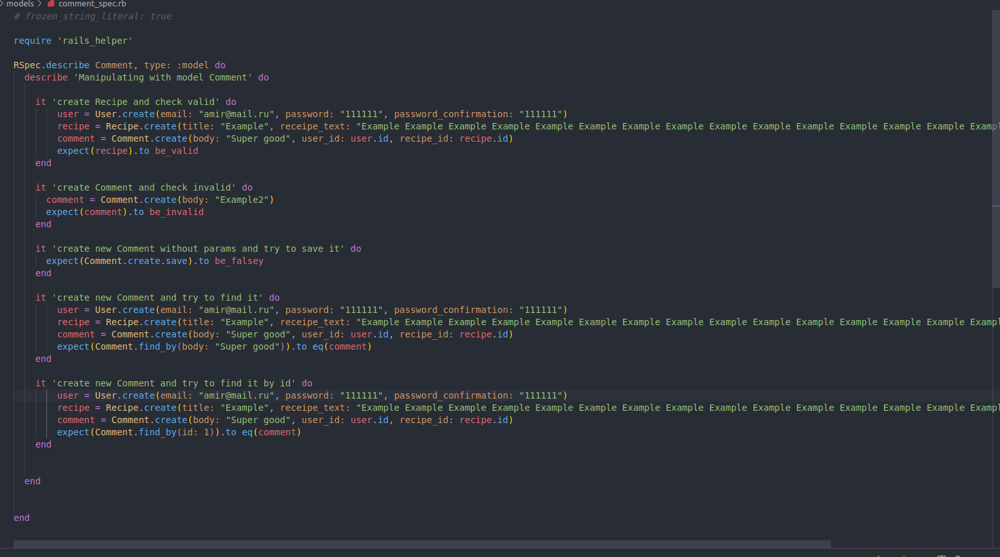 models > comment_spec.rb
# frozen_string_literal: true
require 'rails_helper'
RSpec.describe Comment, type: :model do
describe 'Manipulating with model Comment' do
it 'create Recipe and check valid' do
user = User.create(email: "amir@mail.ru", password: "111111", password_confirmation: "111111")
recipe = Recipe.create(title: "Example", receipe_text: "Example Example Example Example Example Example Example Example Example Example Example Example Example Example Exampl
comment = Comment.create(body: "Super good", user_id: user.id, recipe_id: recipe.id)
expect(recipe).to be_valid
end
it 'create Comment and check invalid' do
comment = Comment.create(body: "Example2")
expect(comment).to be_invalid
end
it 'create new Comment without params and try to save it' do
expect(Comment.create.save).to be_falsey
end
it 'create new Comment and try to find it' do
user = User.create(email: "amir@mail.ru", password: "111111", password_confirmation: "111111")
recipe = Recipe.create(title: "Example", receipe_text: "Example Example Example Example Example Example Example Example Example Example Example Example Example Example Exampl
comment = Comment.create(body: "Super good", user_id: user.id, recipe_id: recipe.id)
expect(Comment.find_by(body: "Super good")).to eq(comment)
end
it 'create new Comment and try to find it by id' do
user = User.create(email: "amir@mail.ru", password: "111111", password_confirmation: "111111")
recipe = Recipe.create(title: "Example", receipe_text: "Example Example Example Example Example Example Example Example Example Example Example Example Example Example Exampl
comment = Comment.create(body: "Super good", user_id: user.id, recipe_id: recipe.id)
expect(Comment.find_by(id: 1)).to eq(comment)
end
end
end